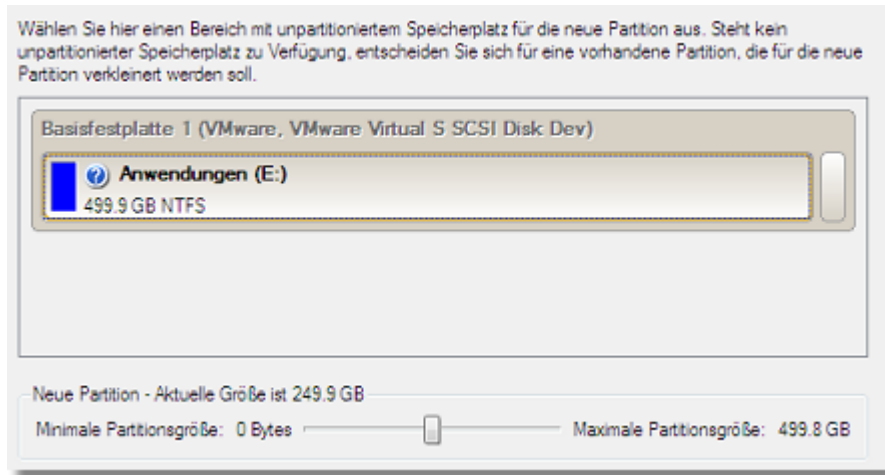 Wählen Sie hier einen Bereich mit unpartitioniertem Speicherplatz für die neue Partition aus. Steht kein
unpartitionierter Speicherplatz zu Verfügung, entscheiden Sie sich für eine vorhandene Partition, die für die neue
Partition verkleinert werden soll.
Basisfestplatte 1 (VMware, VMware Virtual S SCSI Disk Dev)
Anwendungen (E:)
499.9 GB NTFS
Neue Partition - Aktuelle Größe ist 249.9 GB
Minimale Partitionsgröße: 0 Bytes Maximale Partitionsgröße: 499.8 GB